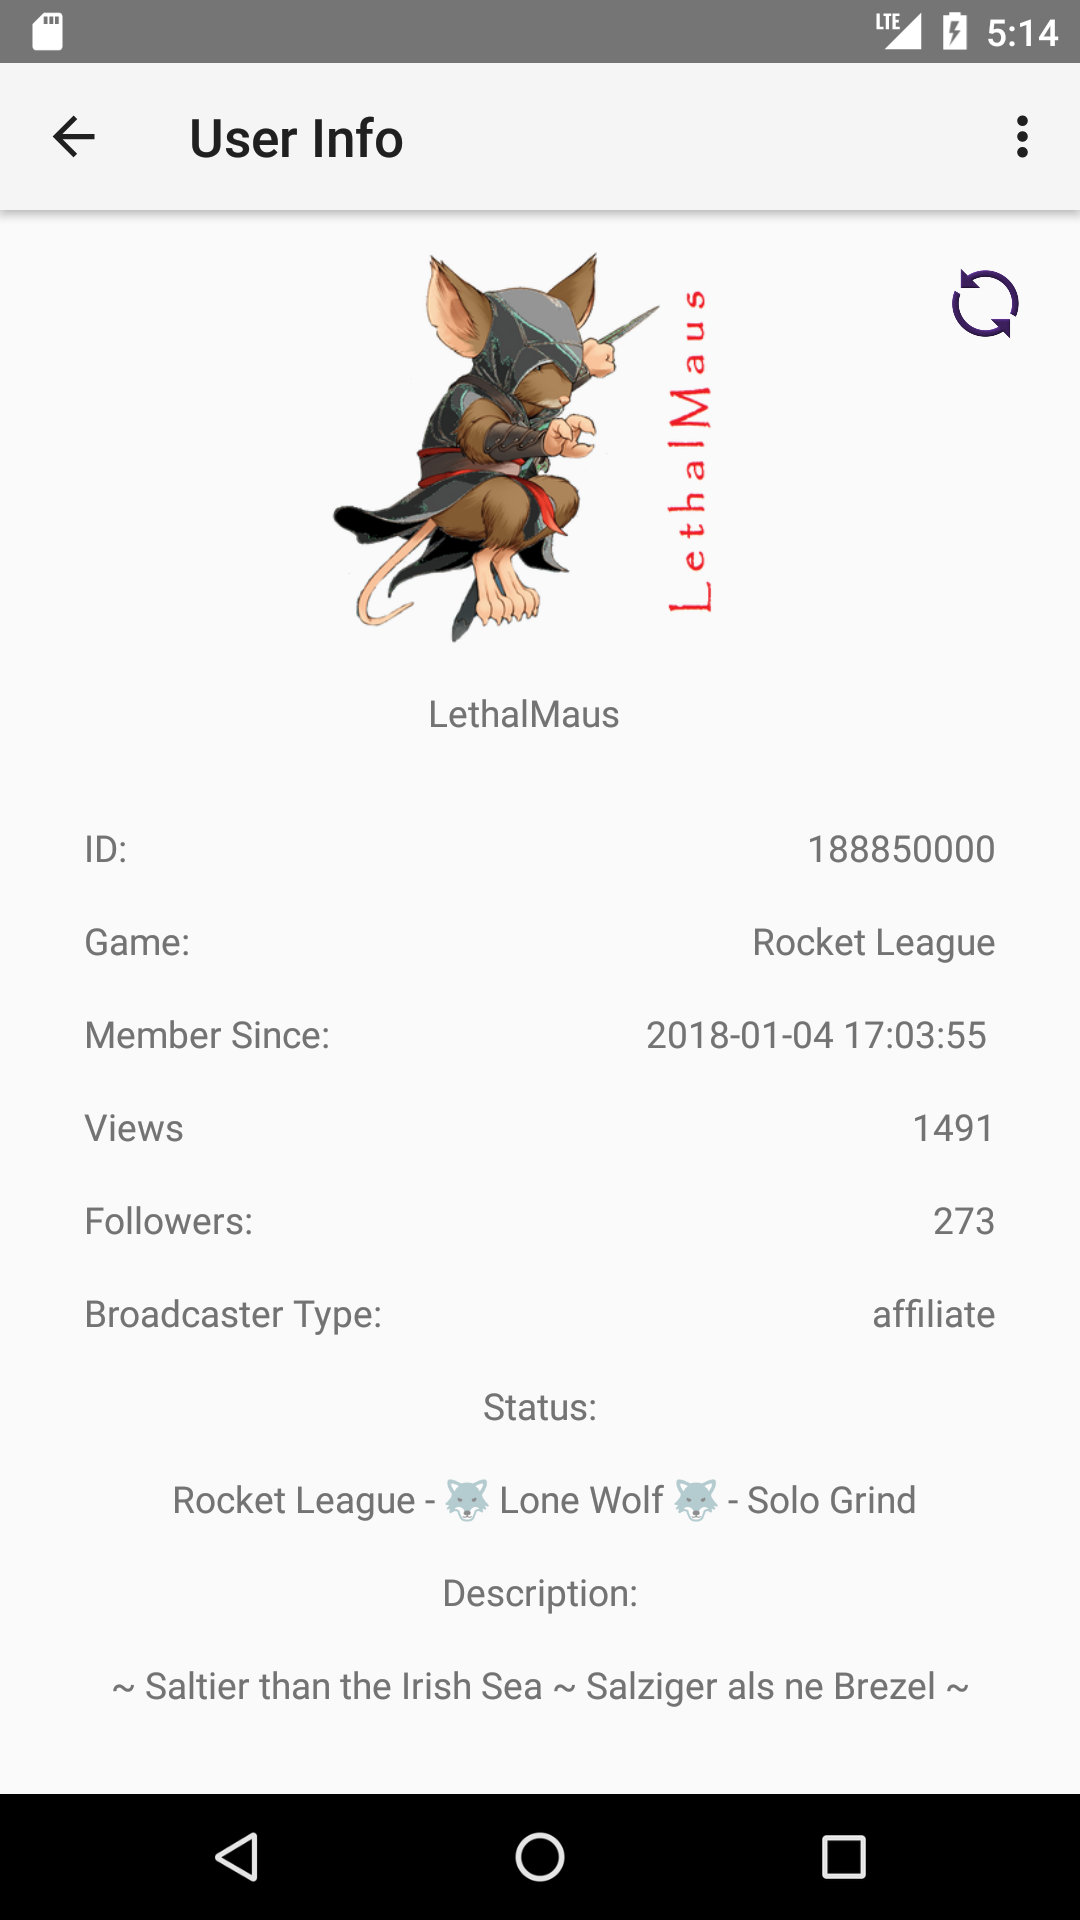 LTE 5:14
User Info
LethalMaus
LethalMaus
ID: 188850000
Game: Rocket League
Member Since: 2018-01-04 17:03:55
Views 1491
Followers: 273
Broadcaster Type: affiliate
Status:
Rocket League - 🐺 Lone Wolf 🐺 - Solo Grind
Description:
~ Saltier than the Irish Sea ~ Salziger als ne Brezel ~